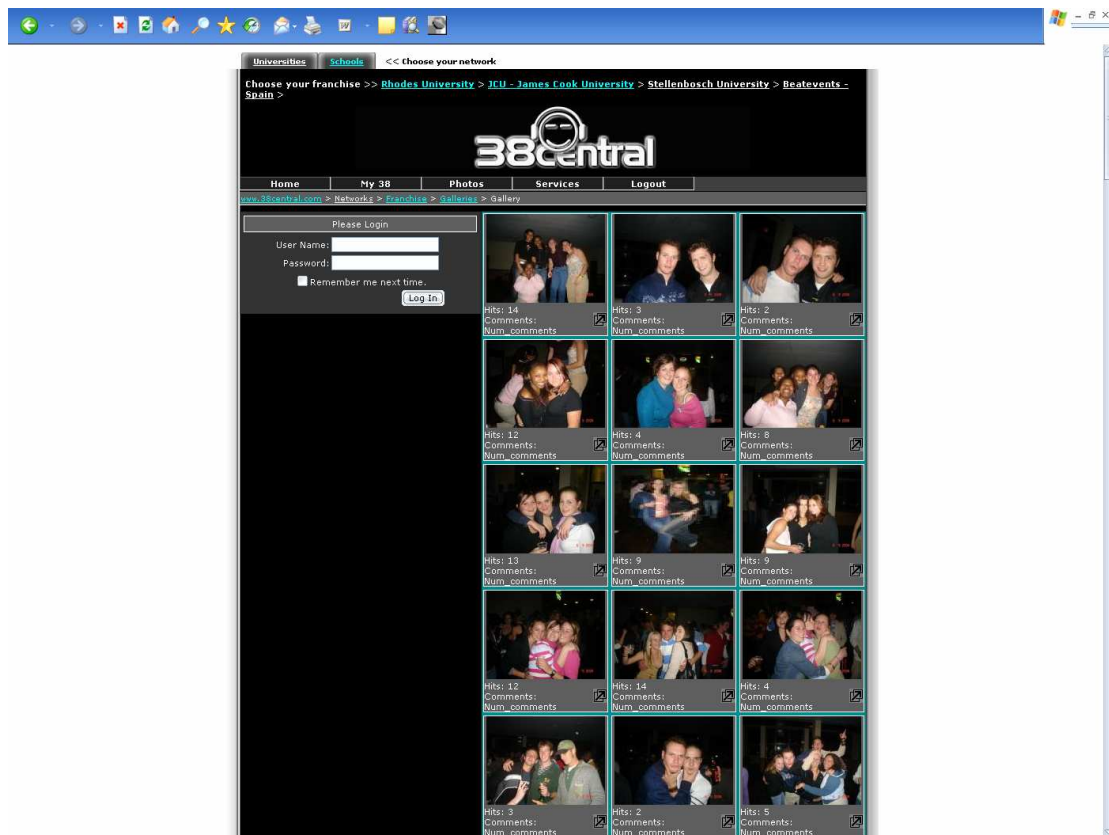 Universities Schools << Choose your network
Choose your franchise >> Rhodes University > JCU - James Cook University > Stellenbosch University > Beatevents -
Spain >
38central
Home My 38 Photos Services Logout
www.38central.com > Networks > Franchise > Galleries > Gallery
Please Login
User Name:
Password:
Remember me next time.
Log In
Hits: 14
Comments:
Num_comments
Hits: 3
Comments:
Num_comments
Hits: 2
Comments:
Num_comments
Hits: 12
Comments:
Num_comments
Hits: 4
Comments:
Num_comments
Hits: 8
Comments:
Num_comments
Hits: 13
Comments:
Num_comments
Hits: 9
Comments:
Num_comments
Hits: 9
Comments:
Num_comments
Hits: 12
Comments:
Num_comments
Hits: 14
Comments:
Num_comments
Hits: 4
Comments:
Num_comments
Hits: 3
Comments:
Num_comments
Hits: 2
Comments:
Num_comments
Hits: 5
Comments:
Num_comments